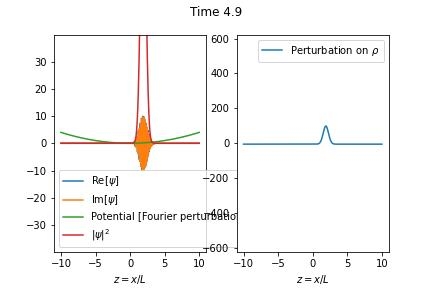 Time 4.9
30
20
10
0
−10
−20
−30
Re[ψ]
Im[ψ]
Potential [Fourier perturbatio
|ψ|²
−10 −5 0 5 10
z = x/L
600
400
200
0
−200
−400
−600
Perturbation on ρ
−10 −5 0 5 10
z = x/L